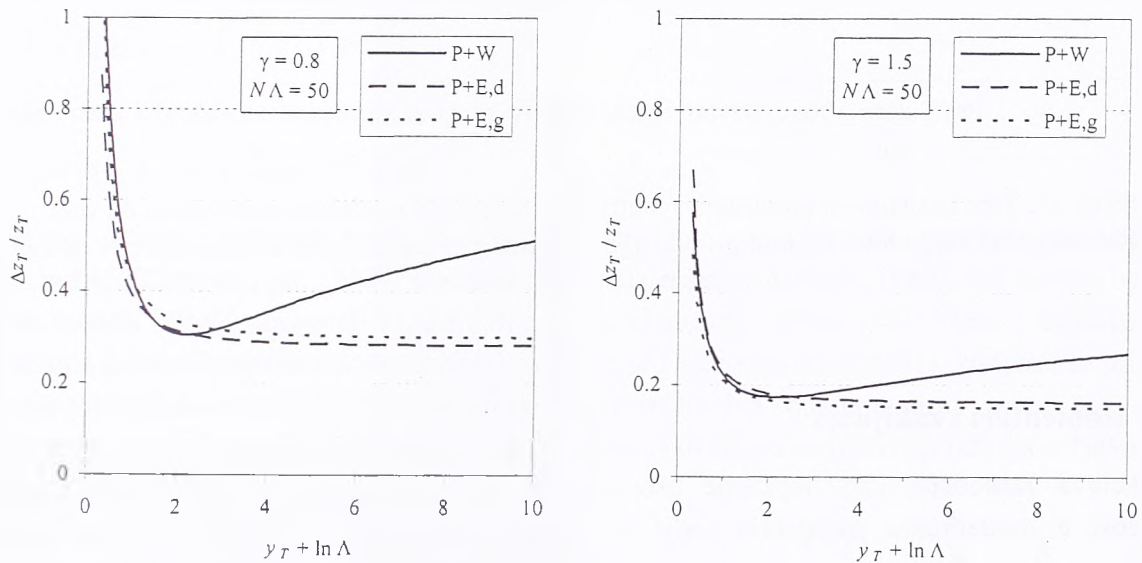 1
0.8
0.6
0.4
0.2
0
0 2 4 6 8 10
Δz_T / z_T
y_T + ln Λ
γ = 0.8
NΛ = 50
P+W
P+E,d
P+E,g
1
0.8
0.6
0.4
0.2
0
0 2 4 6 8 10
Δz_T / z_T
y_T + ln Λ
γ = 1.5
NΛ = 50
P+W
P+E,d
P+E,g